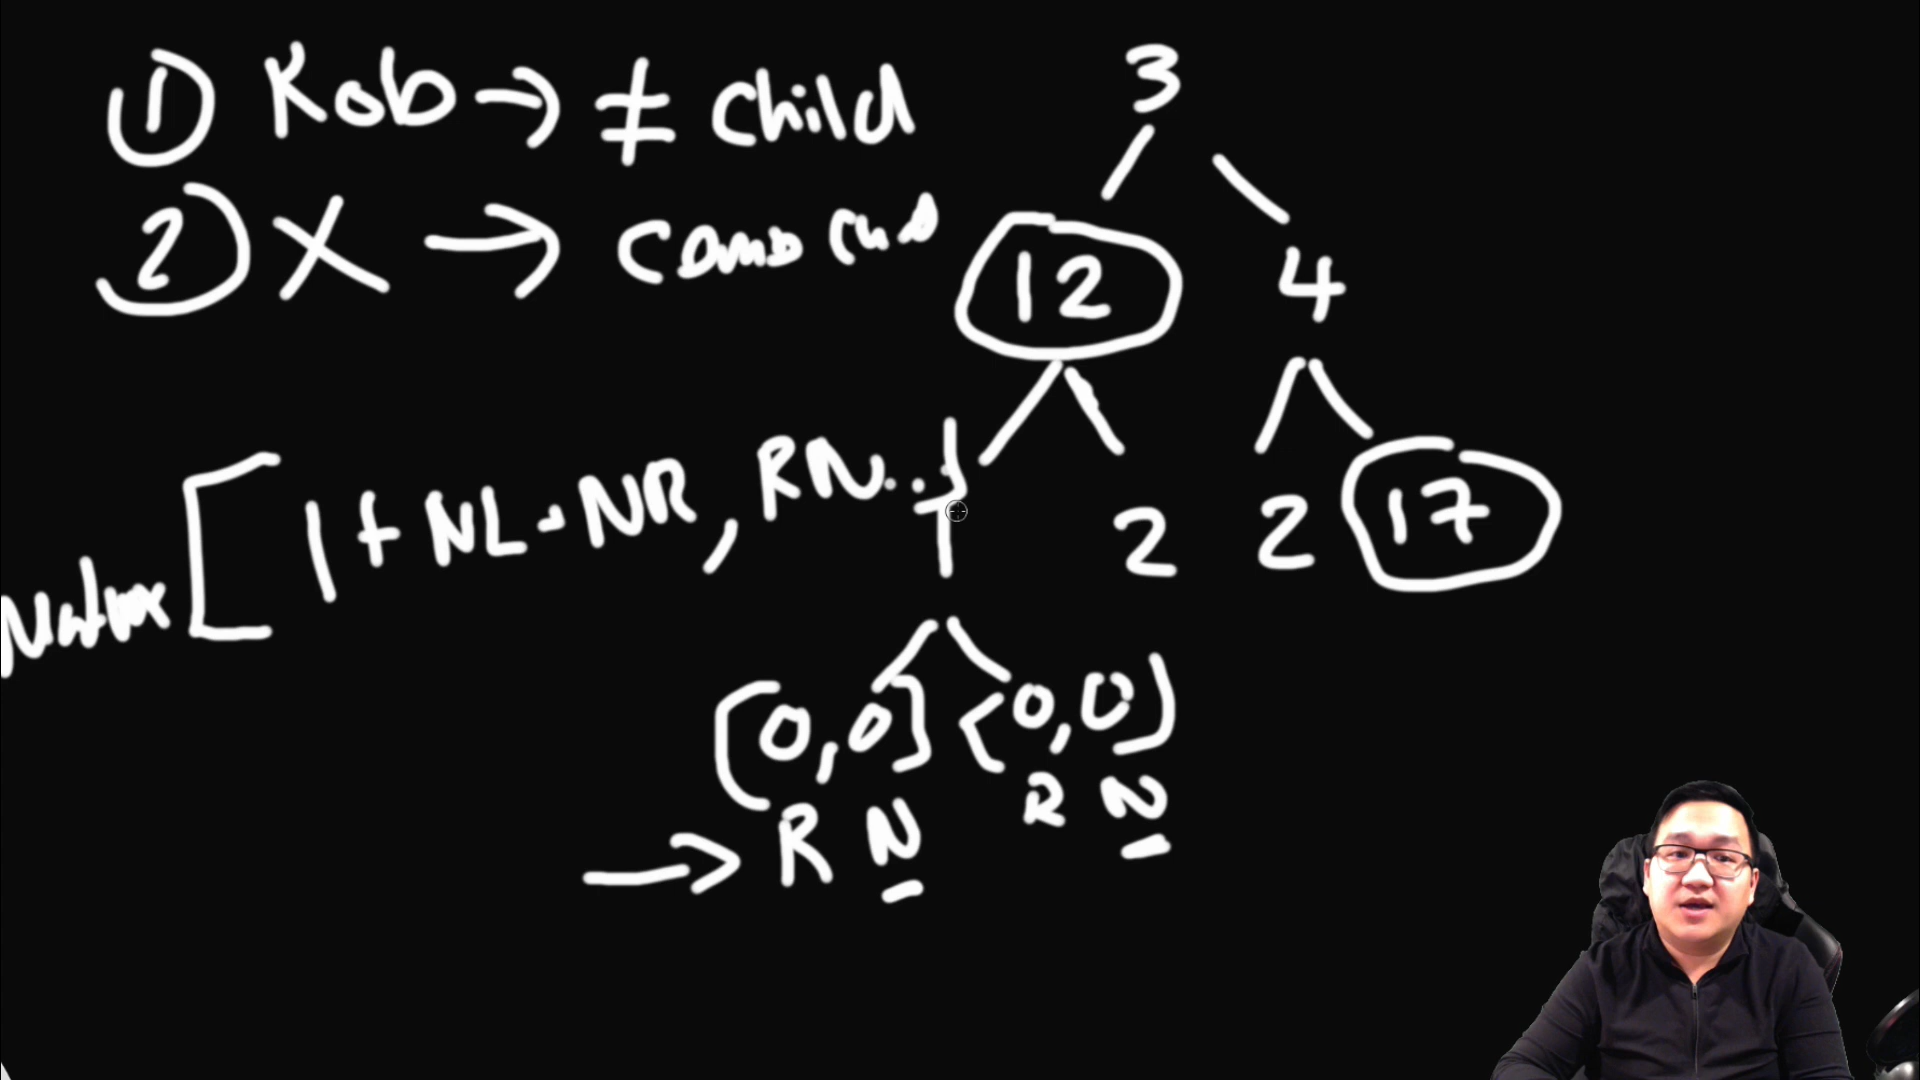 ① Rob → ≠ child
② X → comb chd
3
12 4
[ 1 + NL + NR, RN..]
1 2 2 17
(0,0] {0,0)
R N R N
→